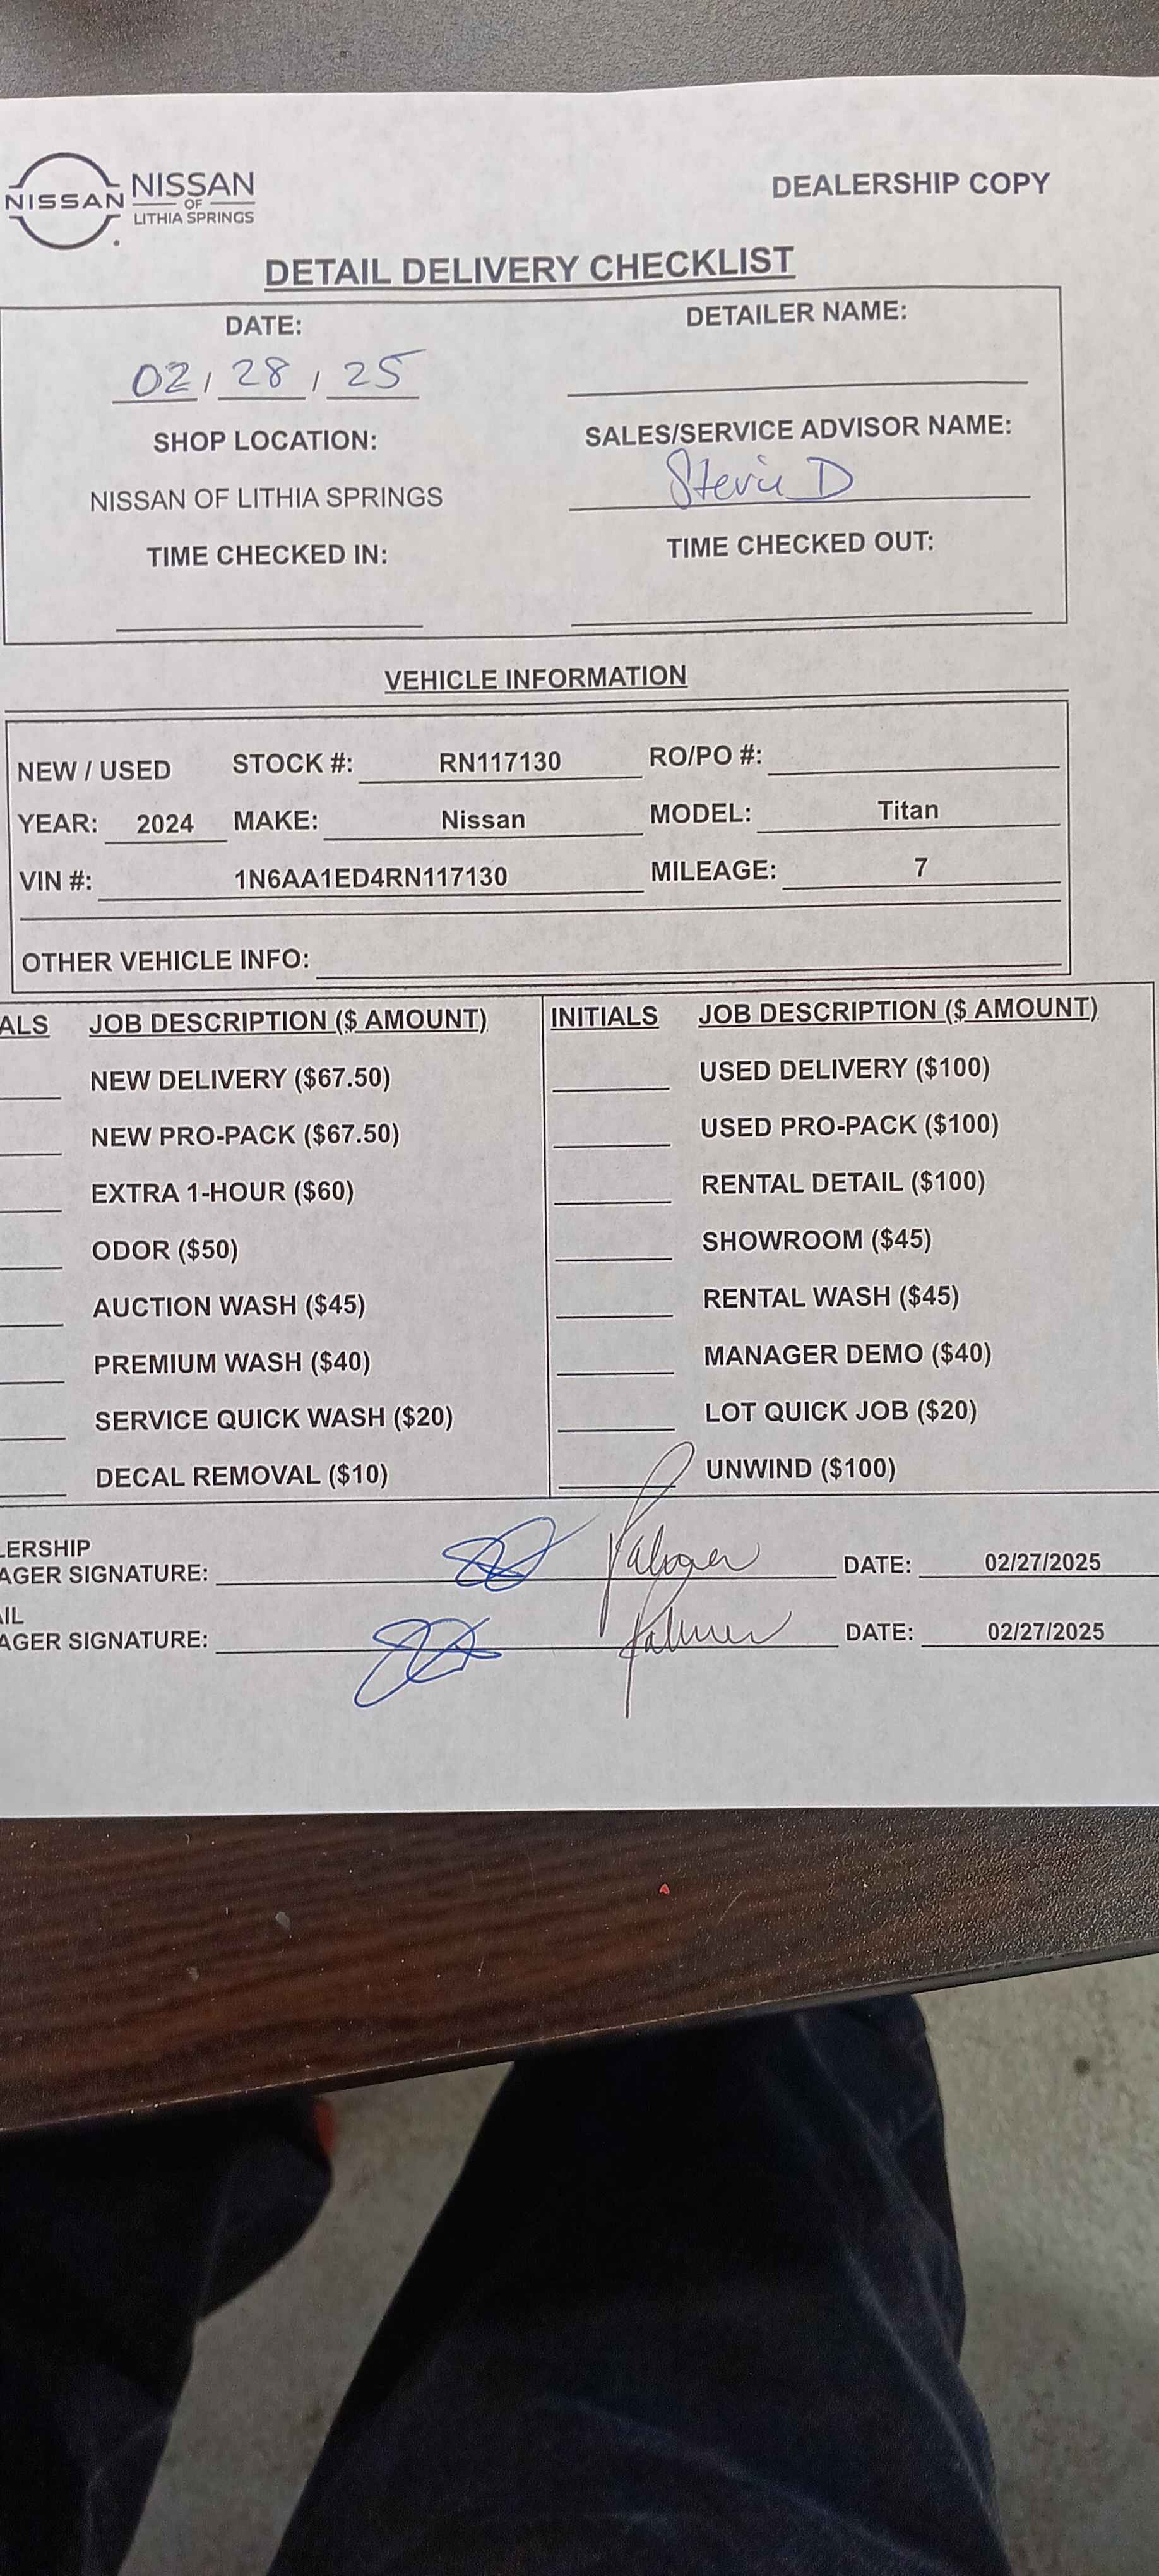 NISSAN NISSAN
OF
LITHIA SPRINGS
DEALERSHIP COPY
DETAIL DELIVERY CHECKLIST
DATE: DETAILER NAME:
02 / 28 / 25
SHOP LOCATION: SALES/SERVICE ADVISOR NAME:
NISSAN OF LITHIA SPRINGS Stevie D
TIME CHECKED IN: TIME CHECKED OUT:
VEHICLE INFORMATION
NEW / USED STOCK #: RN117130 RO/PO #:
YEAR: 2024 MAKE: Nissan MODEL: Titan
VIN #: 1N6AA1ED4RN117130 MILEAGE: 7
OTHER VEHICLE INFO:
ALS JOB DESCRIPTION ($ AMOUNT) INITIALS JOB DESCRIPTION ($ AMOUNT)
NEW DELIVERY ($67.50) USED DELIVERY ($100)
NEW PRO-PACK ($67.50) USED PRO-PACK ($100)
EXTRA 1-HOUR ($60) RENTAL DETAIL ($100)
ODOR ($50) SHOWROOM ($45)
AUCTION WASH ($45) RENTAL WASH ($45)
PREMIUM WASH ($40) MANAGER DEMO ($40)
SERVICE QUICK WASH ($20) LOT QUICK JOB ($20)
DECAL REMOVAL ($10) UNWIND ($100)
LERSHIP
AGER SIGNATURE: DATE: 02/27/2025
AIL
AGER SIGNATURE: Palmer DATE: 02/27/2025